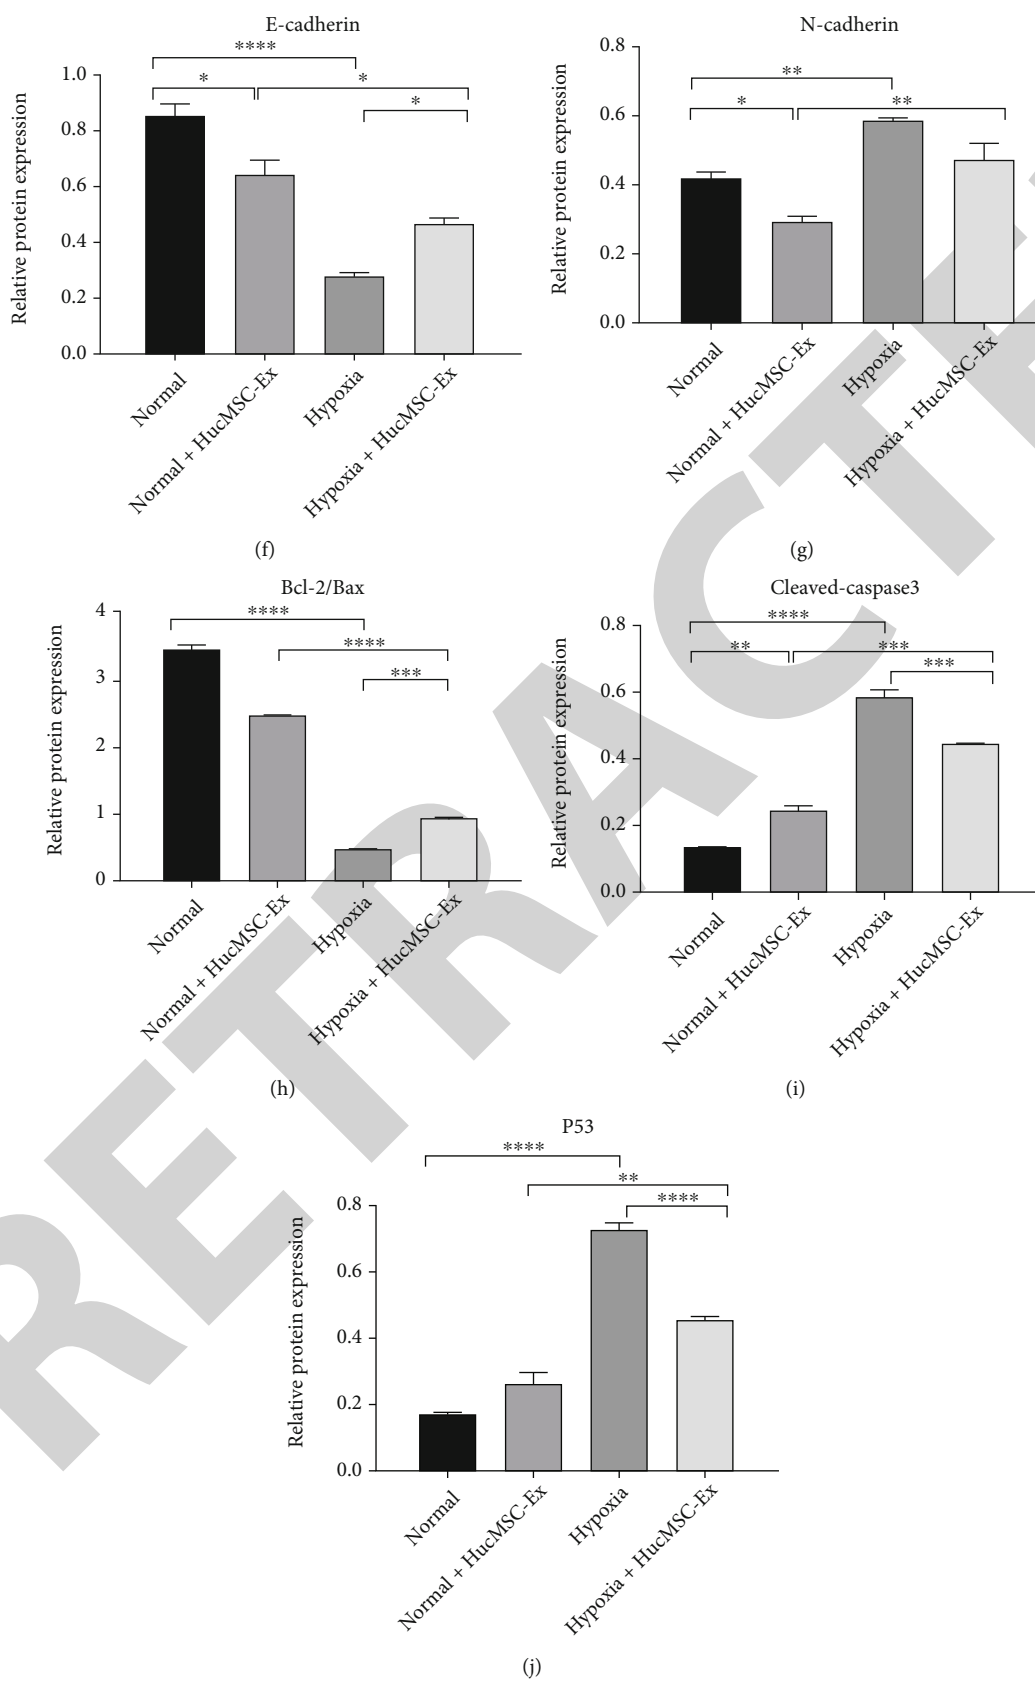 E-cadherin
Relative protein expression
1.0
0.8
0.6
0.4
0.2
0.0
****
*
*
*
Normal
Normal + HucMSC-Ex
Hypoxia
Hypoxia + HucMSC-Ex
(f)
N-cadherin
Relative protein expression
0.8
0.6
0.4
0.2
0.0
**
*
**
Normal
Normal + HucMSC-Ex
Hypoxia
Hypoxia + HucMSC-Ex
(g)
Bcl-2/Bax
Relative protein expression
4
3
2
1
0
****
****
***
Normal
Normal + HucMSC-Ex
Hypoxia
Hypoxia + HucMSC-Ex
(h)
Cleaved-caspase3
Relative protein expression
0.8
0.6
0.4
0.2
0.0
****
**
***
***
Normal
Normal + HucMSC-Ex
Hypoxia
Hypoxia + HucMSC-Ex
(i)
P53
Relative protein expression
0.8
0.6
0.4
0.2
0.0
****
**
****
Normal
Normal + HucMSC-Ex
Hypoxia
Hypoxia + HucMSC-Ex
(j)
RETRACTE